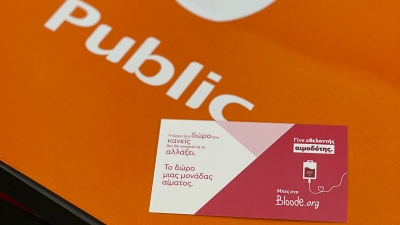 Public
Υπάρχει ένα δώρο που
κανείς
δεν θα μπορεί να το
αλλάξει.
Το δώρο
μιας μονάδας
αίματος.
Γίνε εθελοντής
αιμοδότης.
Μπες στο
Bloode.org